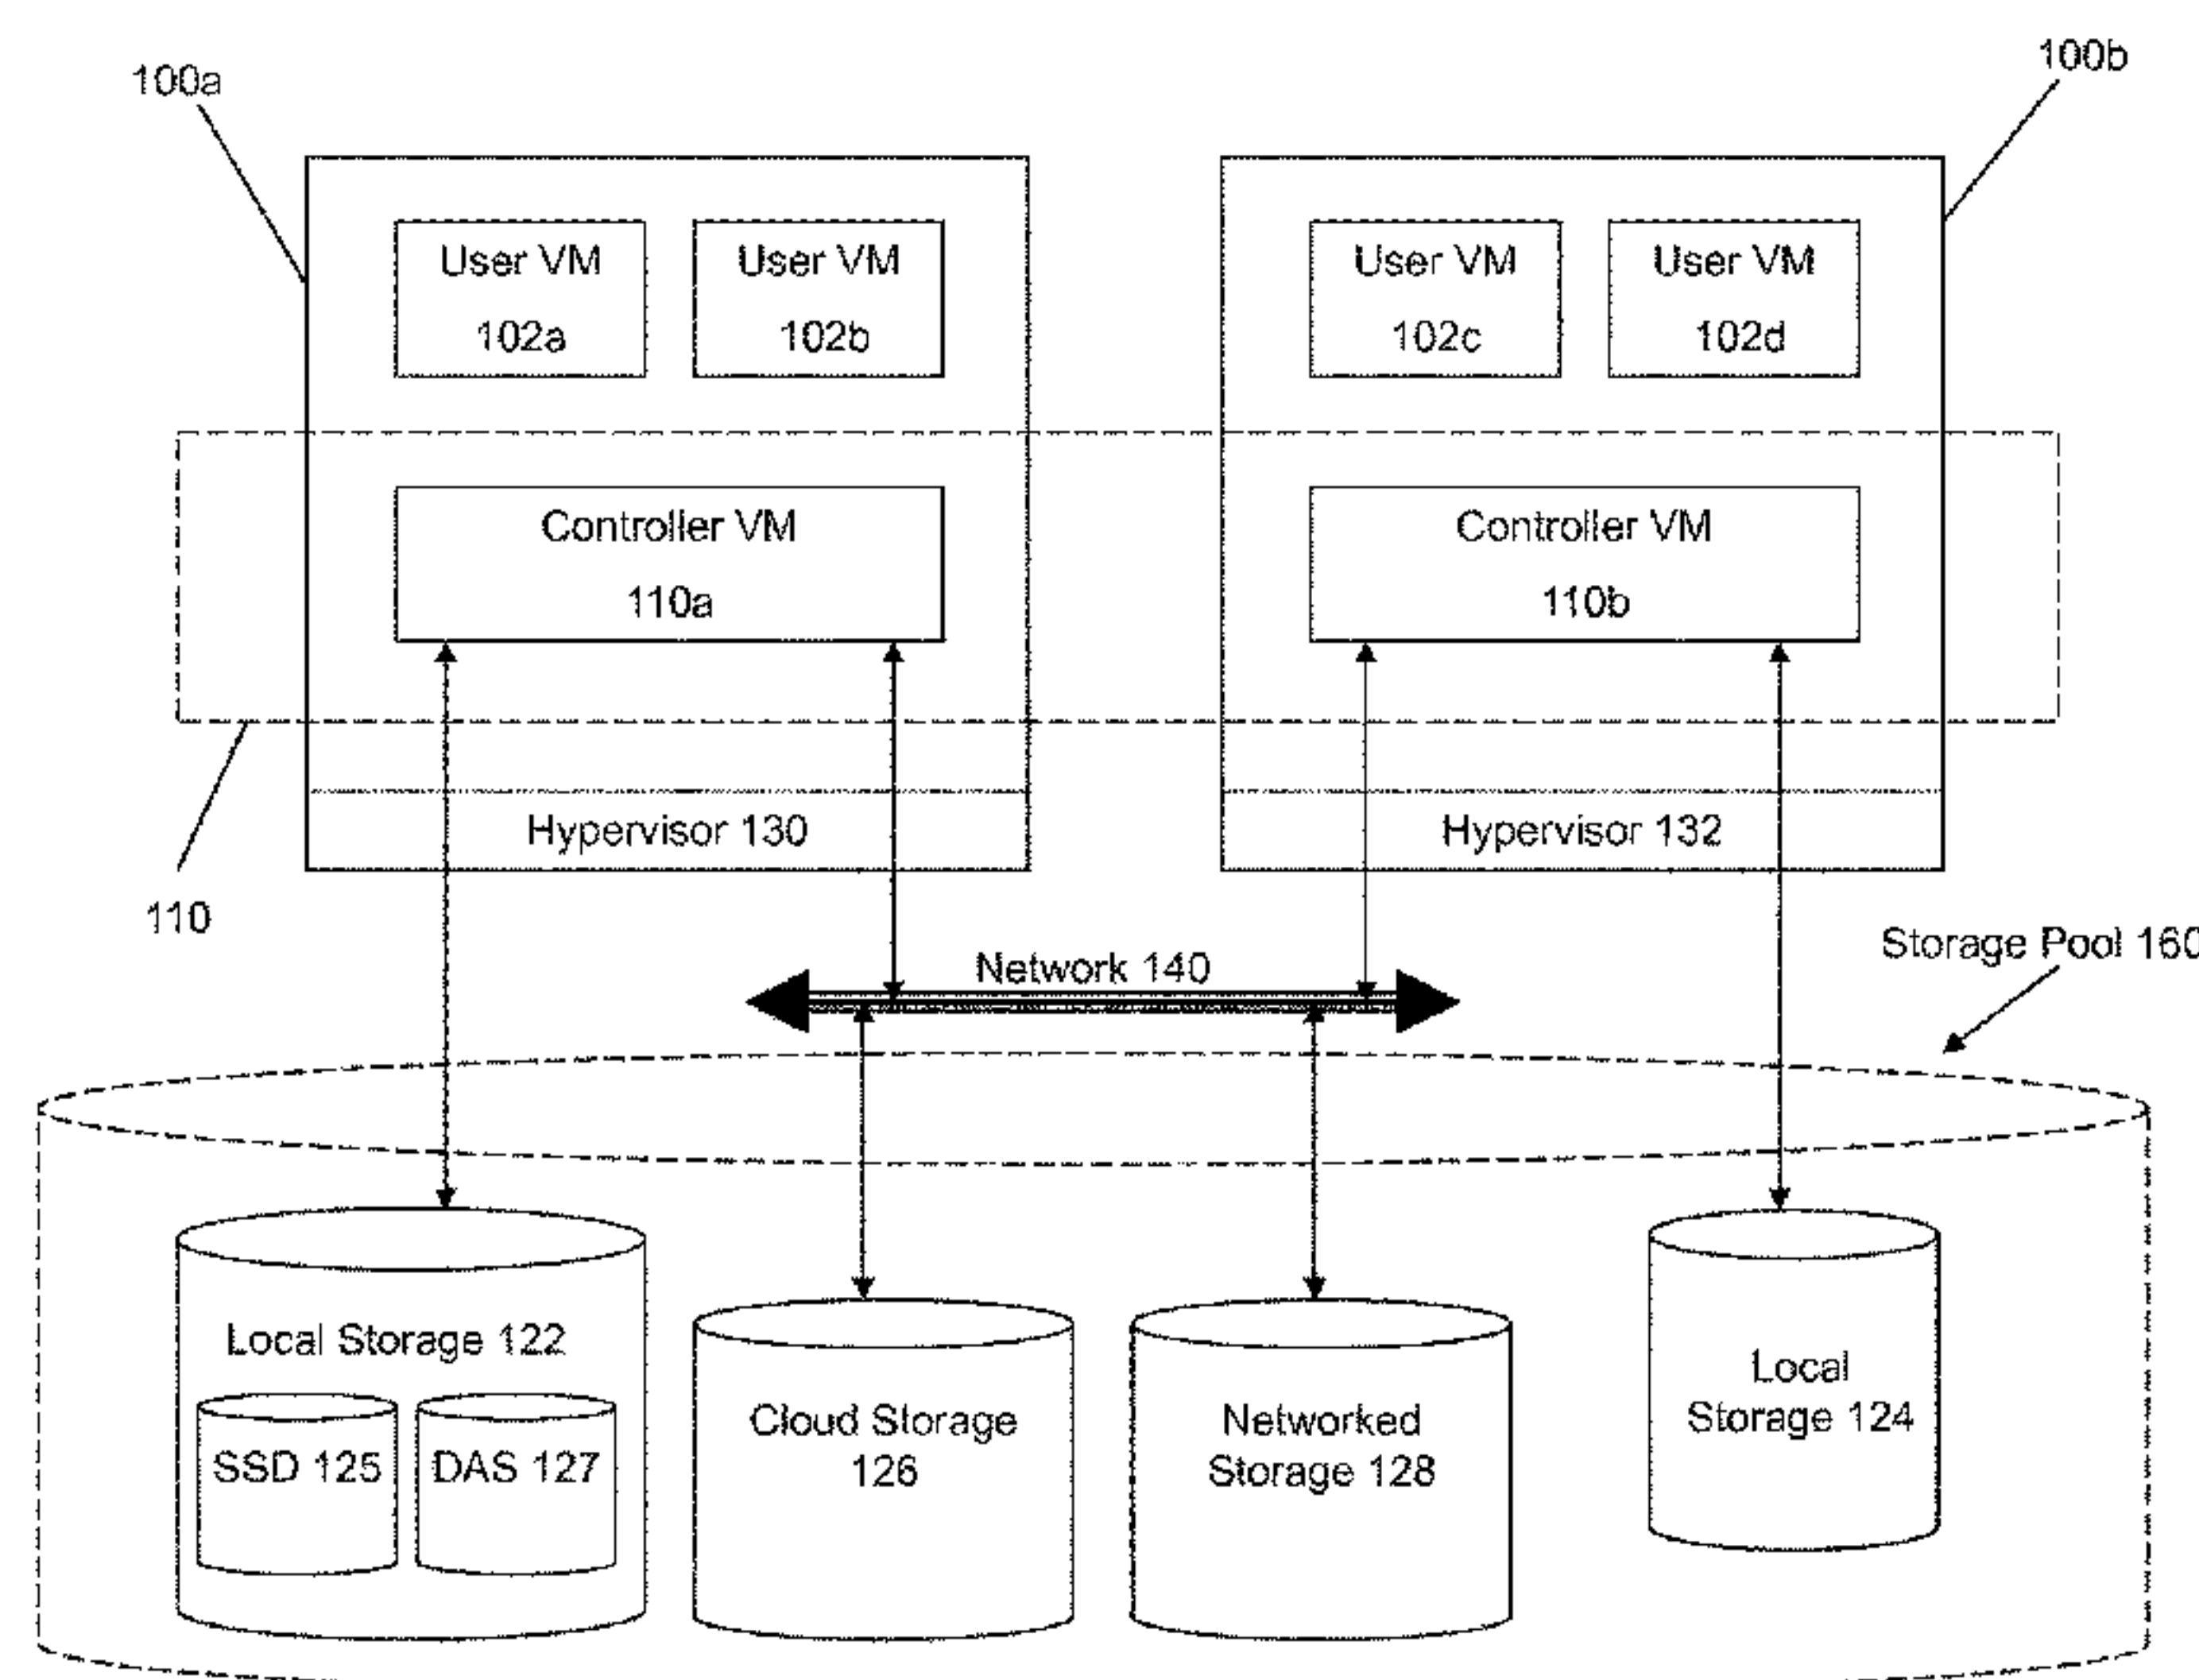 100a
100b
User VM
102a
User VM
102b
User VM
102c
User VM
102d
Controller VM
110a
Controller VM
110b
Hypervisor 130
Hypervisor 132
110
Network 140
Storage Pool 160
Local Storage 122
SSD 125
DAS 127
Cloud Storage
126
Networked
Storage 128
Local
Storage 124